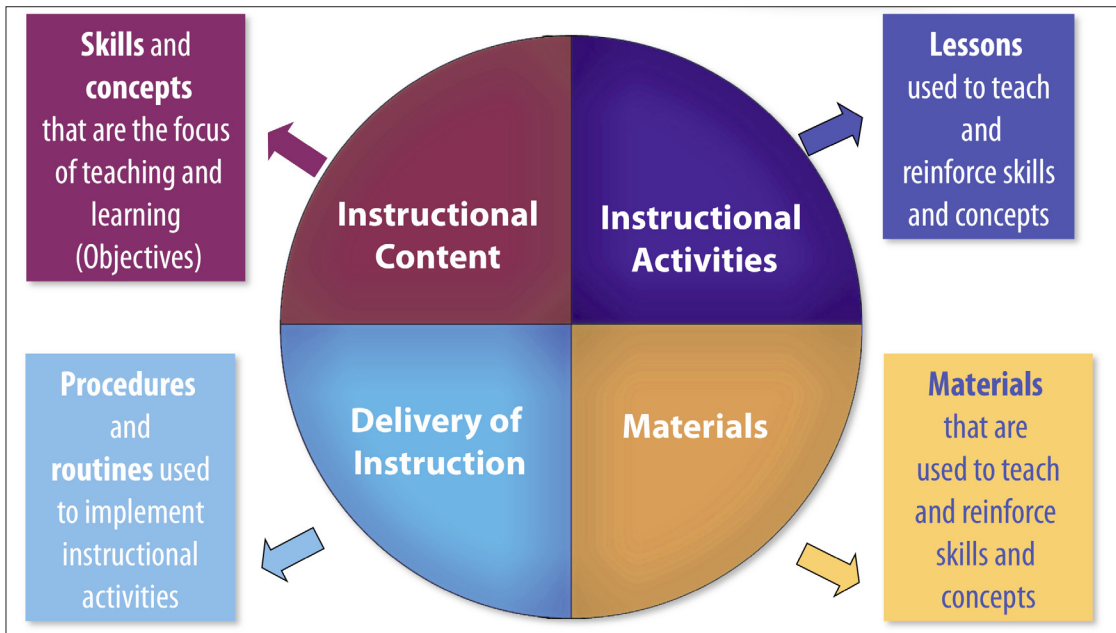 Skills and
concepts
that are the focus
of teaching and
learning
(Objectives)
Instructional
Content
Instructional
Activities
Lessons
used to teach
and
reinforce skills
and concepts
Procedures
and
routines used
to implement
instructional
activities
Delivery of
Instruction
Materials
Materials
that are
used to teach
and reinforce
skills and
concepts